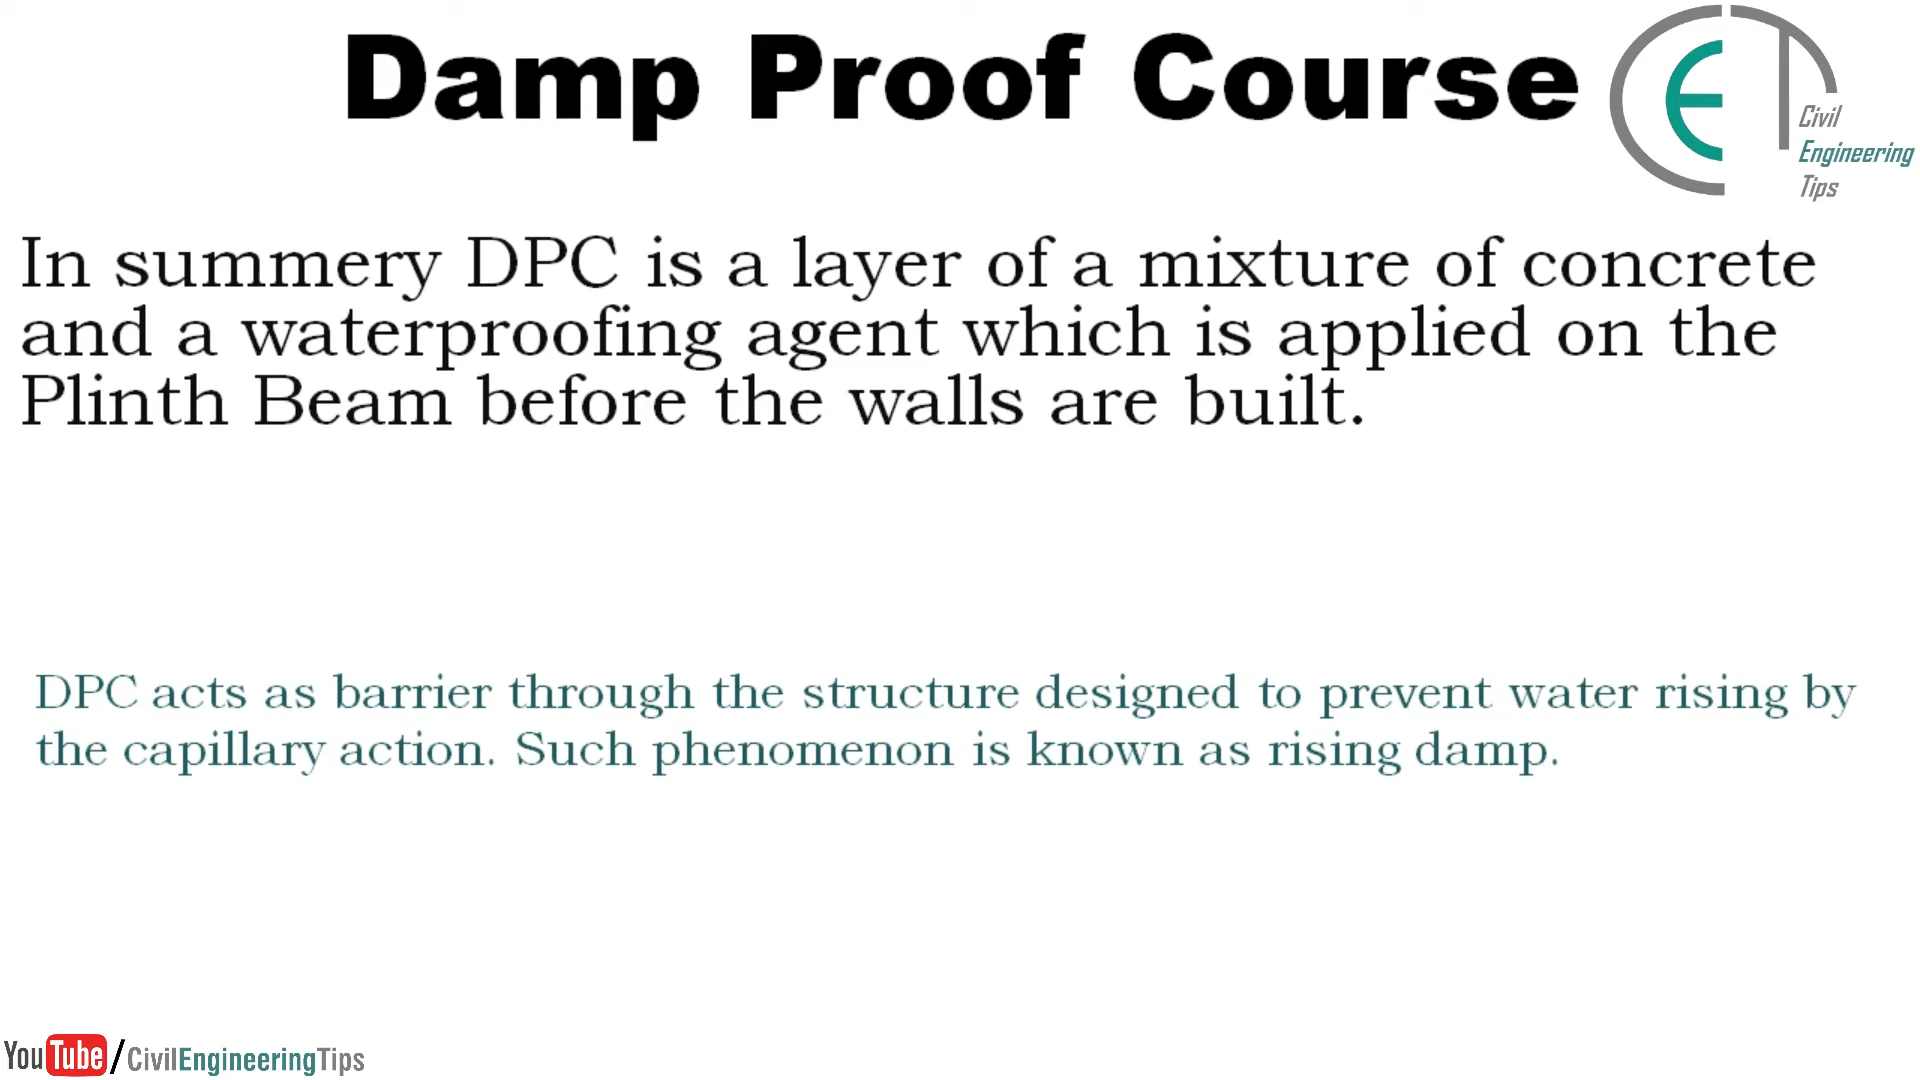 Damp Proof Course
CET
Civil
Engineering
Tips
In summery DPC is a layer of a mixture of concrete
and a waterproofing agent which is applied on the
Plinth Beam before the walls are built.
DPC acts as barrier through the structure designed to prevent water rising by
the capillary action. Such phenomenon is known as rising damp.
YouTube/CivilEngineeringTips